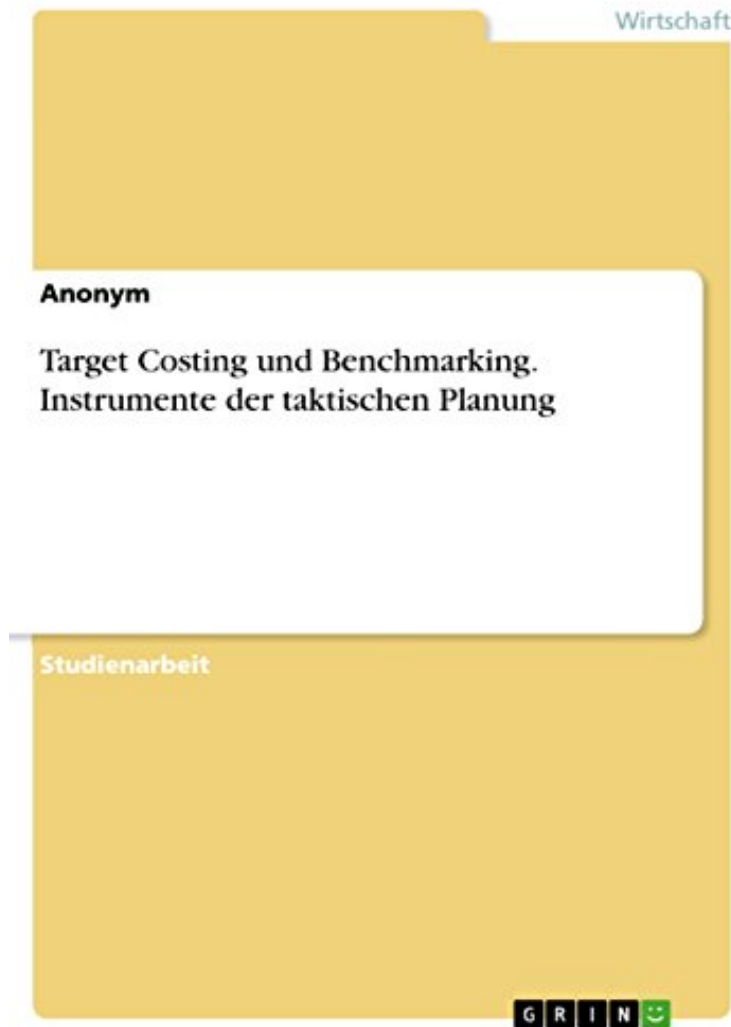 Wirtschaft
Anonym
Target Costing und Benchmarking.
Instrumente der taktischen Planung
Studienarbeit
GRIN